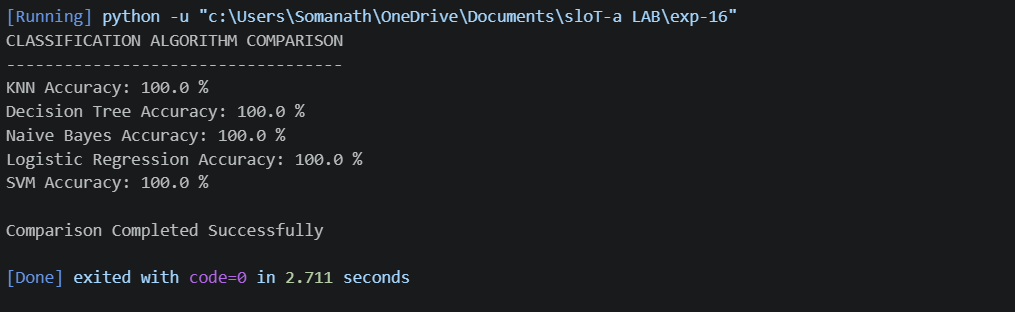 [Running] python -u "c:\Users\Somanath\OneDrive\Documents\sloT-a LAB\exp-16"
CLASSIFICATION ALGORITHM COMPARISON
-----------------------------------
KNN Accuracy: 100.0 %
Decision Tree Accuracy: 100.0 %
Naive Bayes Accuracy: 100.0 %
Logistic Regression Accuracy: 100.0 %
SVM Accuracy: 100.0 %
Comparison Completed Successfully
[Done] exited with code=0 in 2.711 seconds